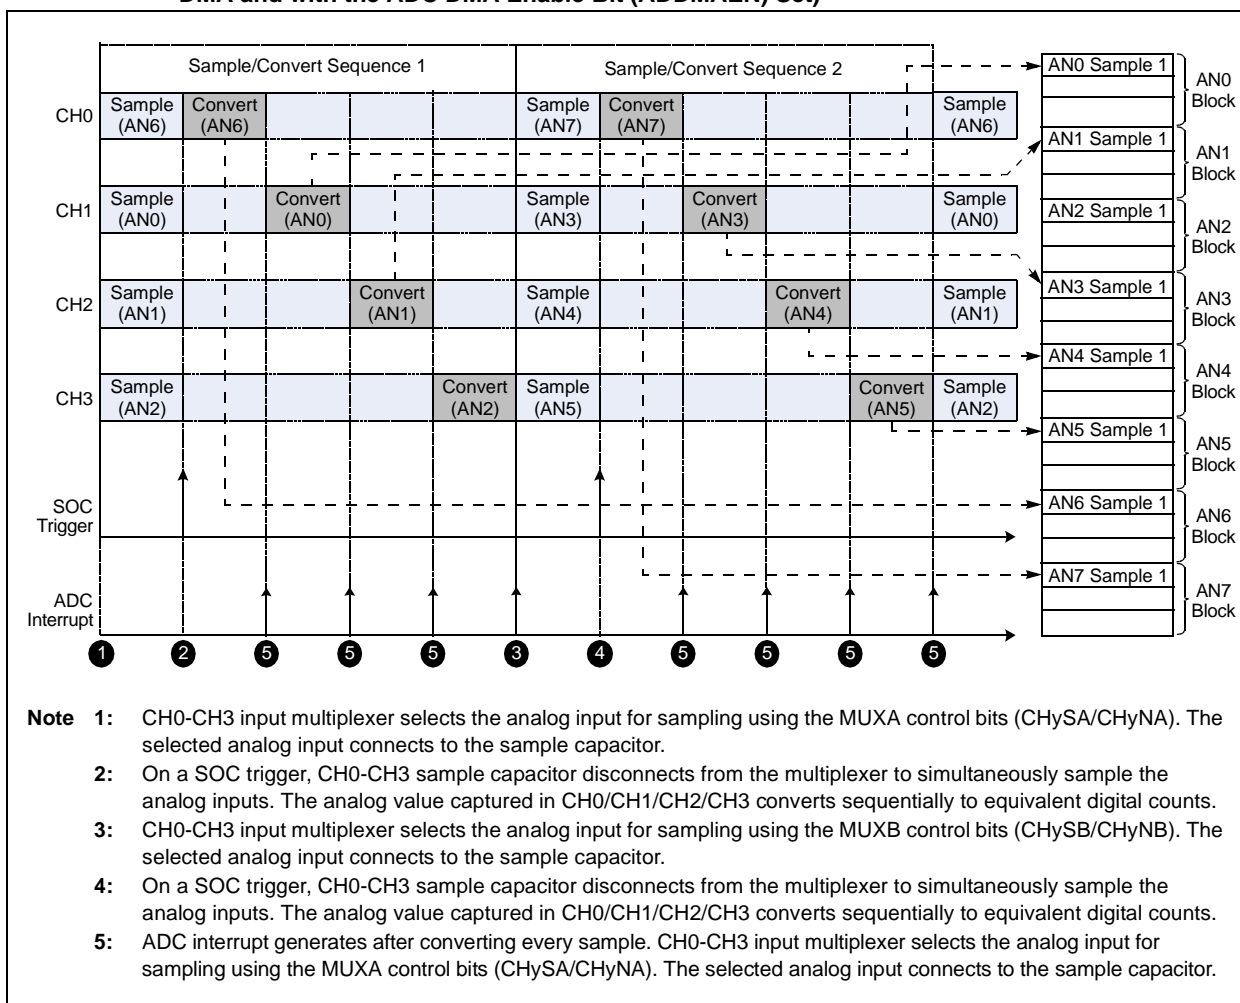 Sample/Convert Sequence 1
Sample/Convert Sequence 2
CH0
Sample
(AN6)
Convert
(AN6)
Sample
(AN7)
Convert
(AN7)
Sample
(AN6)
CH1
Sample
(AN0)
Convert
(AN0)
Sample
(AN3)
Convert
(AN3)
Sample
(AN0)
CH2
Sample
(AN1)
Convert
(AN1)
Sample
(AN4)
Convert
(AN4)
Sample
(AN1)
CH3
Sample
(AN2)
Convert
(AN2)
Sample
(AN5)
Convert
(AN5)
Sample
(AN2)
SOC
Trigger
ADC
Interrupt
1 2 5 5 5 3 4 5 5 5 5
AN0 Sample 1
AN0
Block
AN1 Sample 1
AN1
Block
AN2 Sample 1
AN2
Block
AN3 Sample 1
AN3
Block
AN4 Sample 1
AN4
Block
AN5 Sample 1
AN5
Block
AN6 Sample 1
AN6
Block
AN7 Sample 1
AN7
Block
Note 1: CH0-CH3 input multiplexer selects the analog input for sampling using the MUXA control bits (CHySA/CHyNA). The
selected analog input connects to the sample capacitor.
2: On a SOC trigger, CH0-CH3 sample capacitor disconnects from the multiplexer to simultaneously sample the
analog inputs. The analog value captured in CH0/CH1/CH2/CH3 converts sequentially to equivalent digital counts.
3: CH0-CH3 input multiplexer selects the analog input for sampling using the MUXB control bits (CHySB/CHyNB). The
selected analog input connects to the sample capacitor.
4: On a SOC trigger, CH0-CH3 sample capacitor disconnects from the multiplexer to simultaneously sample the
analog inputs. The analog value captured in CH0/CH1/CH2/CH3 converts sequentially to equivalent digital counts.
5: ADC interrupt generates after converting every sample. CH0-CH3 input multiplexer selects the analog input for
sampling using the MUXA control bits (CHySA/CHyNA). The selected analog input connects to the sample capacitor.